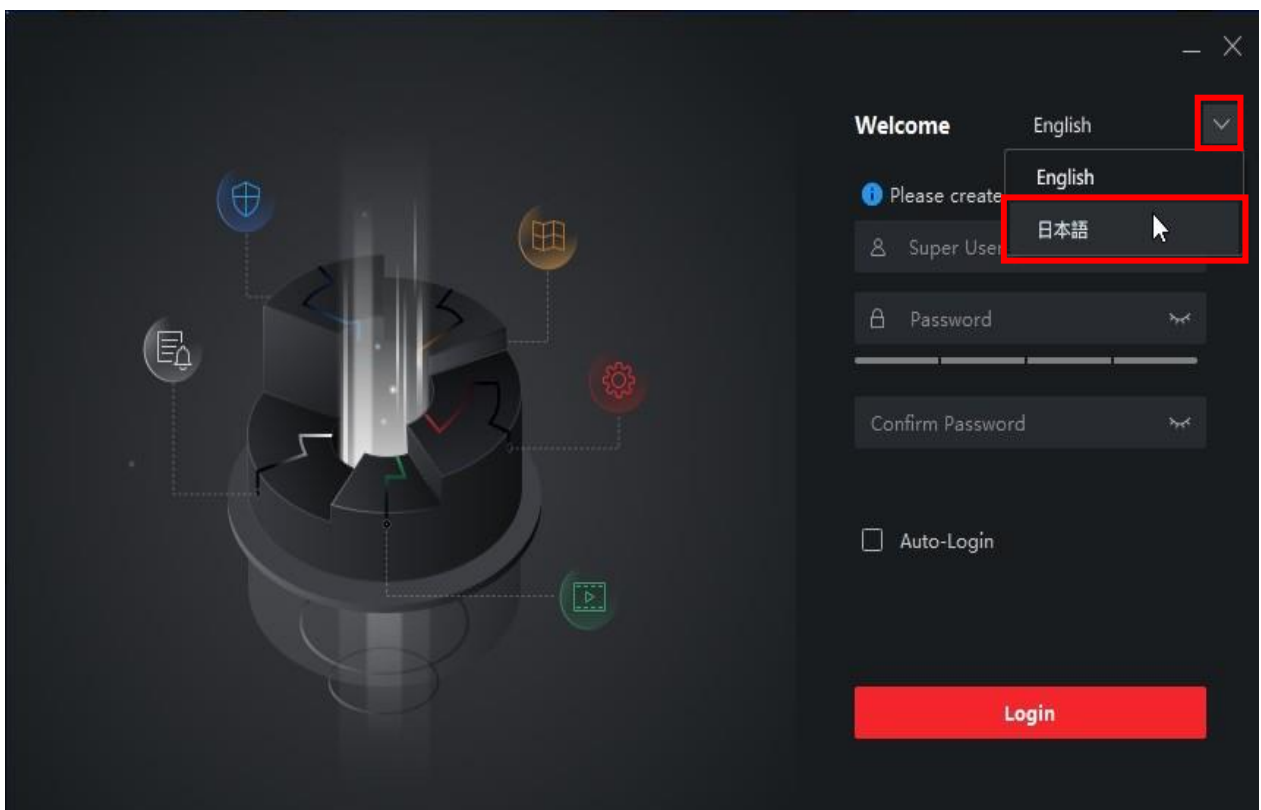 Welcome
English
English
日本語
Please create
Super User
Password
Confirm Password
Auto-Login
Login